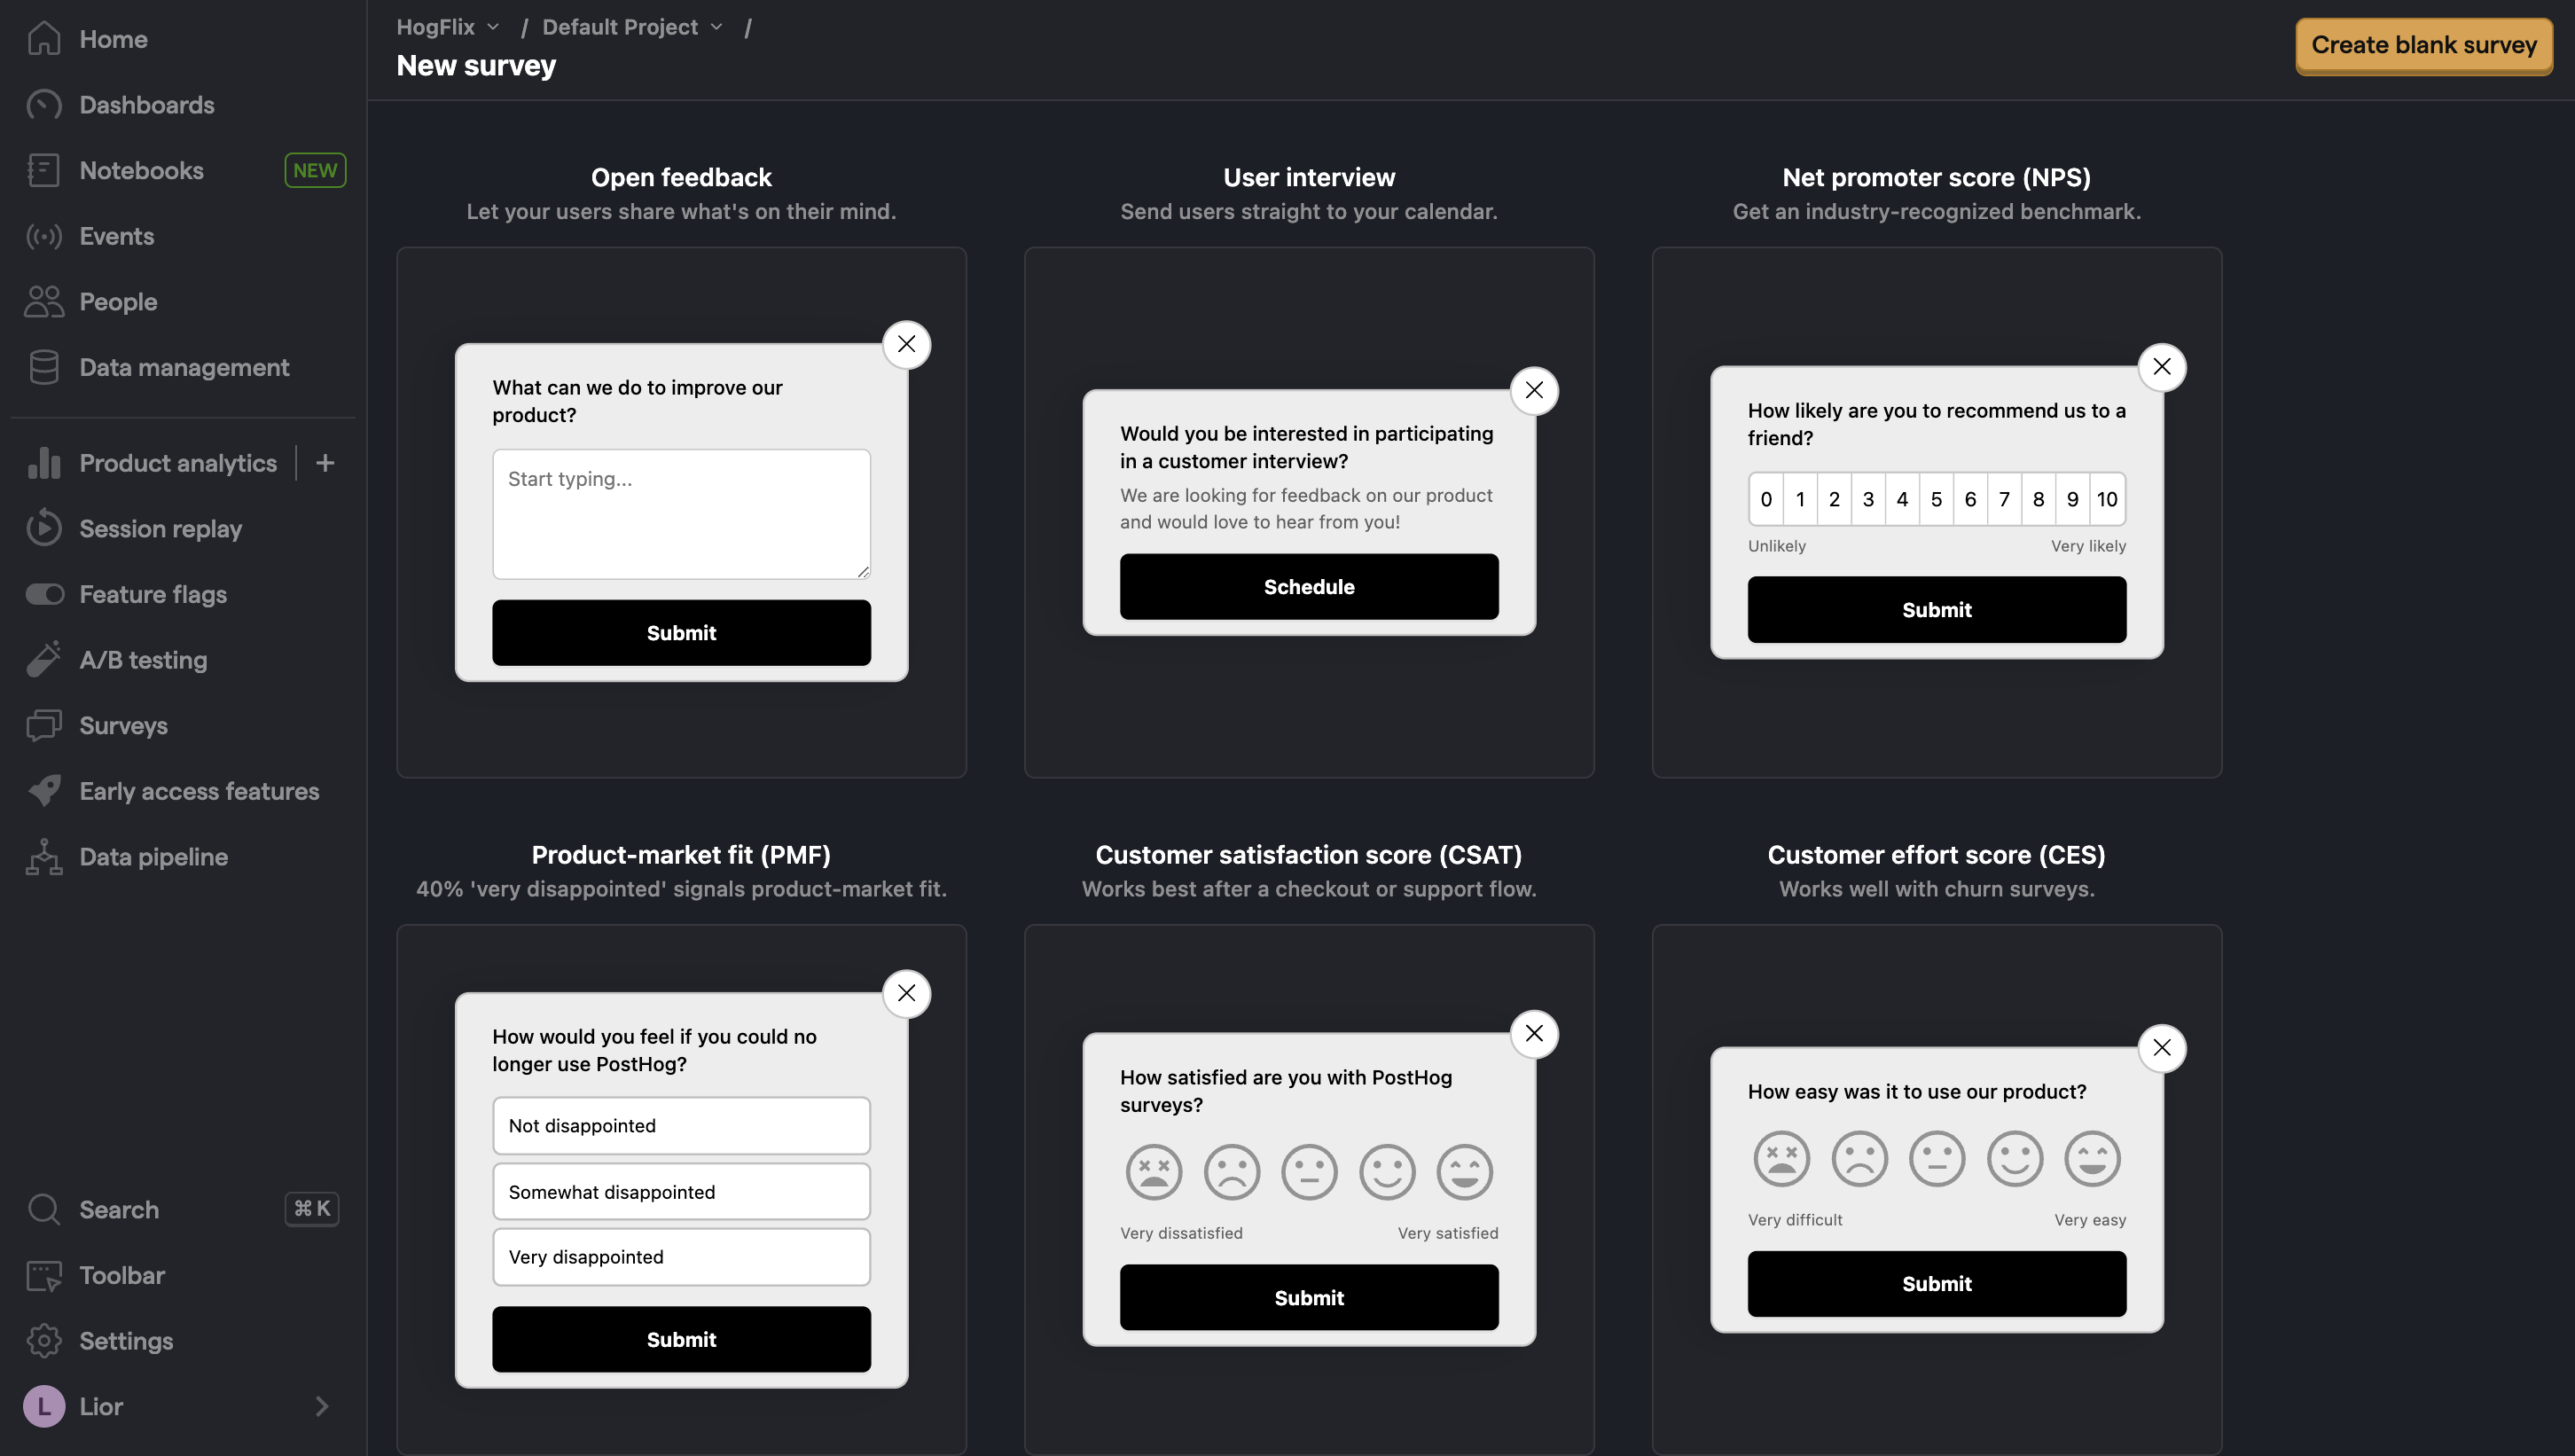 Home
Dashboards
Notebooks NEW
Events
People
Data management
Product analytics +
Session replay
Feature flags
A/B testing
Surveys
Early access features
Data pipeline
Search ⌘ K
Toolbar
Settings
L Lior
HogFlix / Default Project /
New survey
Create blank survey
Open feedback
Let your users share what's on their mind.
What can we do to improve our
product?
Start typing...
Submit
User interview
Send users straight to your calendar.
Would you be interested in participating
in a customer interview?
We are looking for feedback on our product
and would love to hear from you!
Schedule
Net promoter score (NPS)
Get an industry-recognized benchmark.
How likely are you to recommend us to a
friend?
0 1 2 3 4 5 6 7 8 9 10
Unlikely Very likely
Submit
Product-market fit (PMF)
40% 'very disappointed' signals product-market fit.
How would you feel if you could no
longer use PostHog?
Not disappointed
Somewhat disappointed
Very disappointed
Submit
Customer satisfaction score (CSAT)
Works best after a checkout or support flow.
How satisfied are you with PostHog
surveys?
Very dissatisfied Very satisfied
Submit
Customer effort score (CES)
Works well with churn surveys.
How easy was it to use our product?
Very difficult Very easy
Submit